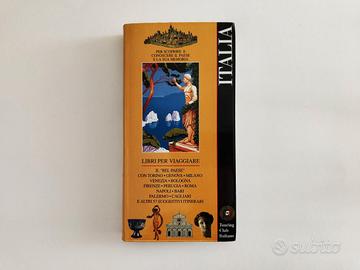 PER SCOPRIRE E
CONOSCERE IL PAESE
E LA SUA MEMORIA
ITALIA
LIBRI PER VIAGGIARE
IL "BEL PAESE"
CON TORINO • GENOVA • MILANO
VENEZIA • BOLOGNA
FIRENZE • PERUGIA • ROMA
NAPOLI • BARI
PALERMO • CAGLIARI
E ALTRI 57 SUGGESTIVI ITINERARI
Touring
Club
Italiano
subito